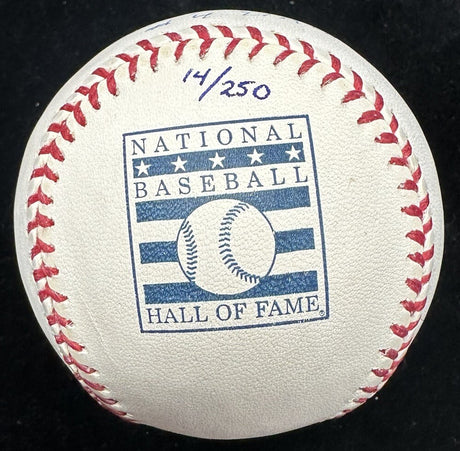 14/250
NATIONAL
BASEBALL
HALL OF FAME®